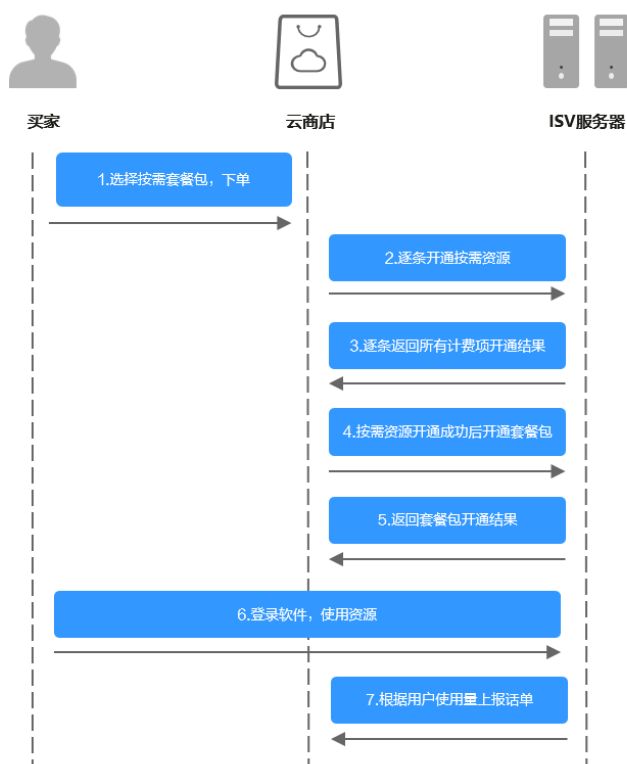 买家
云商店
ISV服务器
1.选择按需套餐包，下单
2.逐条开通按需资源
3.逐条返回所有计费项开通结果
4.按需资源开通成功后开通套餐包
5.返回套餐包开通结果
6.登录软件，使用资源
7.根据用户使用量上报话单